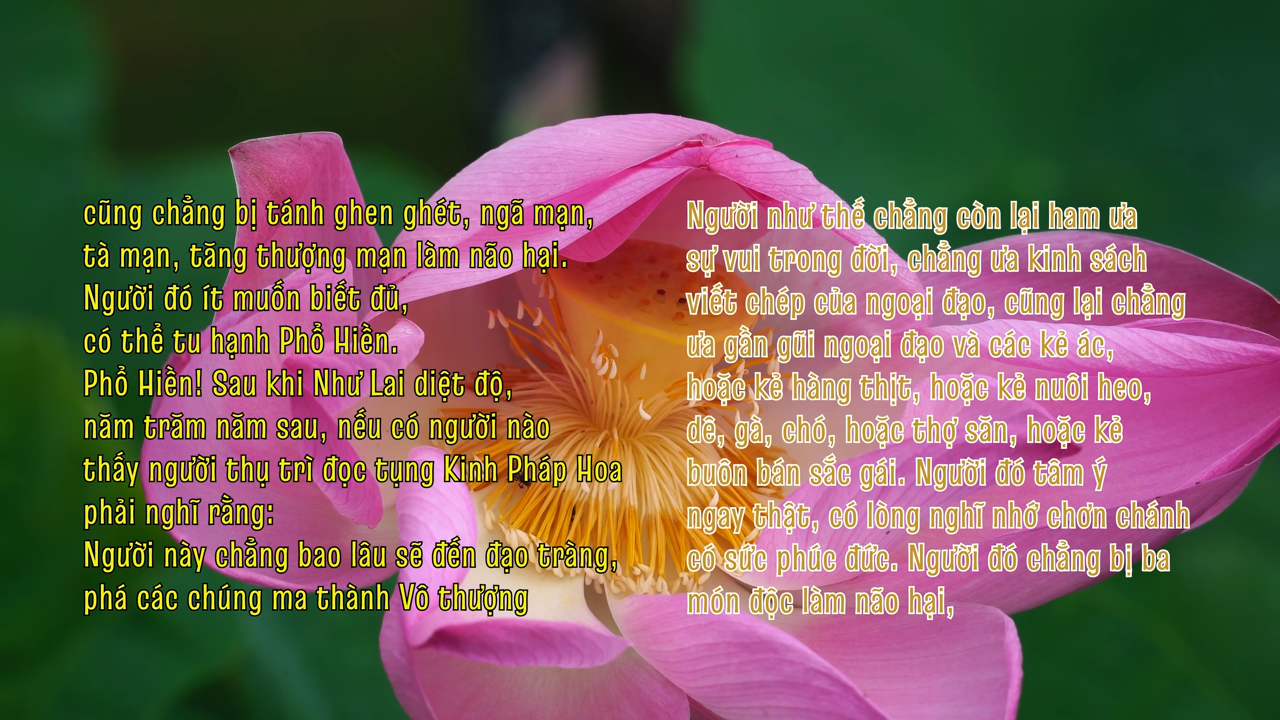 cũng chẳng bị tánh ghen ghét, ngã mạn,
tà mạn, tăng thượng mạn làm não hại.
Người đó ít muốn biết đủ,
có thể tu hạnh Phổ Hiền.
Phổ Hiền! Sau khi Như Lai diệt độ,
năm trăm năm sau, nếu có người nào
thấy người thụ trì đọc tụng Kinh Pháp Hoa
phải nghĩ rằng:
Người này chẳng bao lâu sẽ đến đạo tràng,
phá các chúng ma thành Vô thượng
Người như thế chẳng còn lại ham ưa
sự vui trong đời, chẳng ưa kinh sách
viết chép của ngoại đạo, cũng lại chẳng
ưa gần gũi ngoại đạo và các kẻ ác,
hoặc kẻ hàng thịt, hoặc kẻ nuôi heo,
dê, gà, chó, hoặc thợ săn, hoặc kẻ
buôn bán sắc gái. Người đó tâm ý
ngay thật, có lòng nghĩ nhớ chơn chánh
có sức phúc đức. Người đó chẳng bị ba
món độc làm não hại,